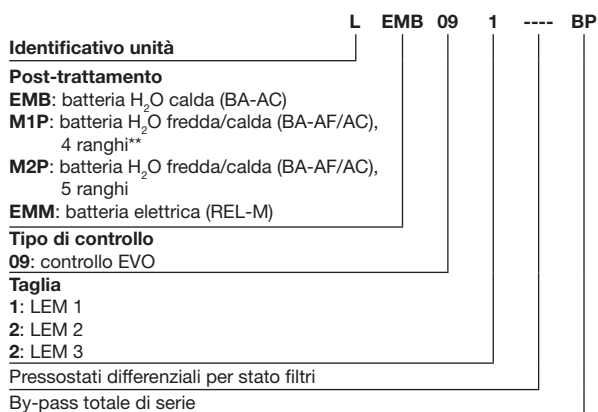 L EMB 09 1 ---- BP
Identificativo unità
Post-trattamento
EMB: batteria H₂O calda (BA-AC)
M1P: batteria H₂O fredda/calda (BA-AF/AC),
4 ranghi**
M2P: batteria H₂O fredda/calda (BA-AF/AC),
5 ranghi
EMM: batteria elettrica (REL-M)
Tipo di controllo
09: controllo EVO
Taglia
1: LEM 1
2: LEM 2
2: LEM 3
Pressostati differenziali per stato filtri
By-pass totale di serie